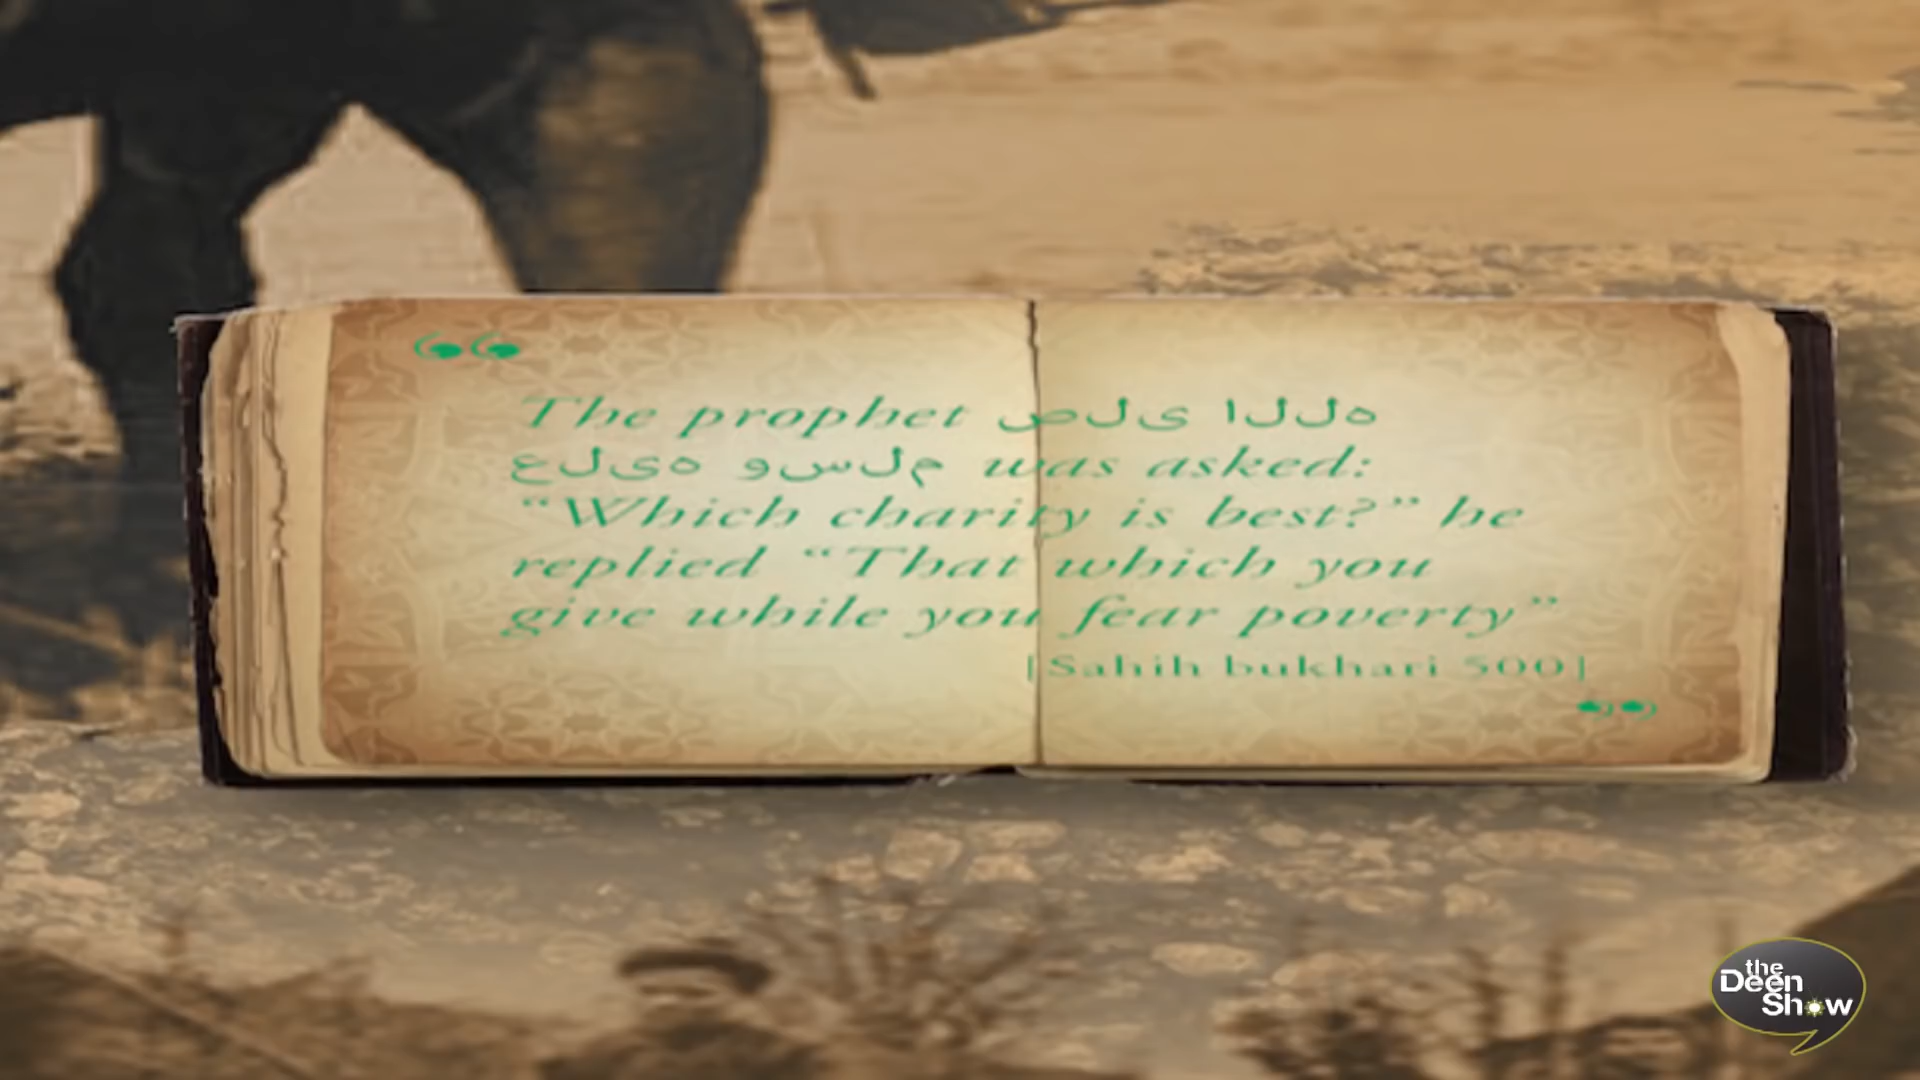 “
The prophet صلى الله
عليه وسلم was asked:
“Which charity is best?” he
replied “That which you
give while you fear poverty”
[Sahih bukhari 500]
”
the
Deen
Show